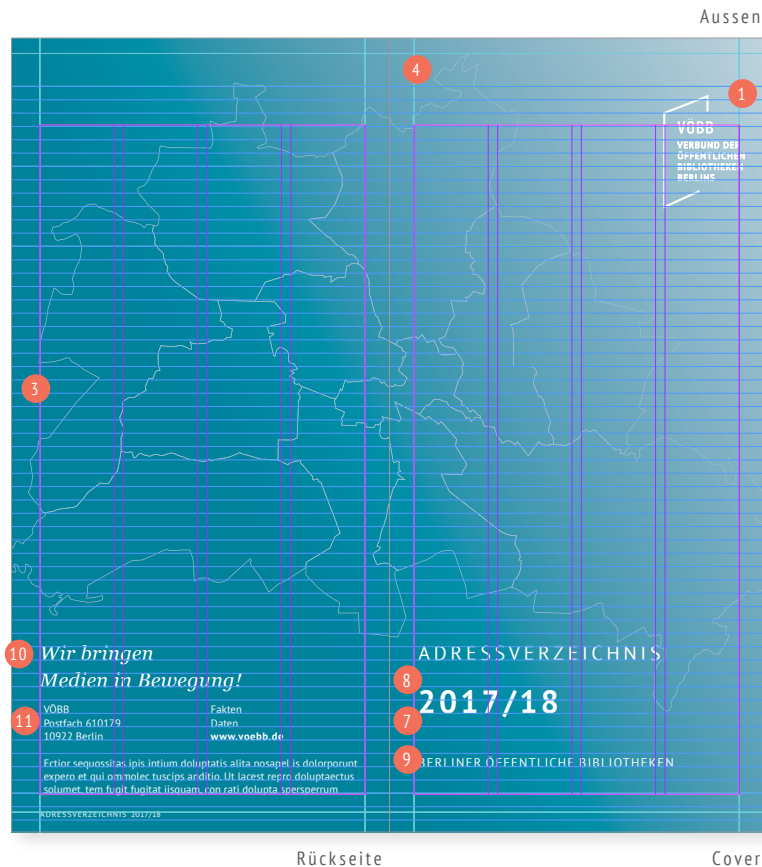 Aussen
4
1
VÖBB
VERBUND DER
ÖFFENTLICHEN
BIBLIOTHEKEN
BERLINS
3
10
Wir bringen
Medien in Bewegung!
11
VÖBB
Postfach 610179
10922 Berlin
Fakten
Daten
www.voebb.de
Ectior sequossitas ipis intium doluptatis alita nosapel is dolorporunt
expero et qui ommolec tuscips anditio. Ut lacest repro doluptaectus
solumet, tem fugit fugitat iisquam, con rati dolupta spersperrum
ADRESSVERZEICHNIS 2017/18
ADRESSVERZEICHNIS
8
2017/18
7
9
BERLINER ÖFFENTLICHE BIBLIOTHEKEN
Rückseite
Cover